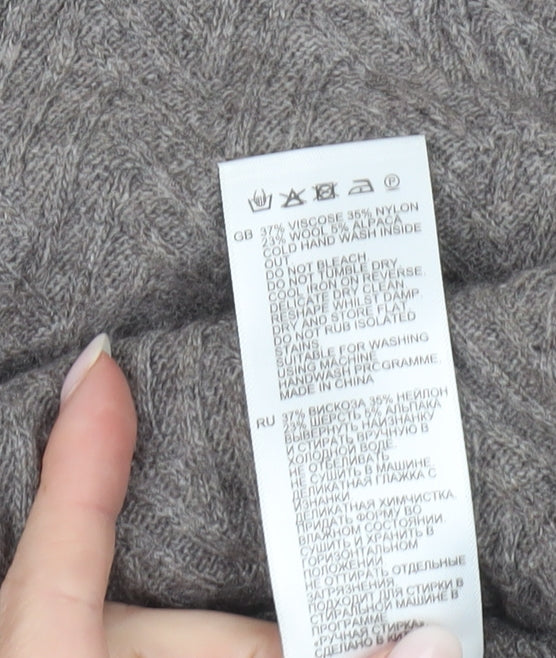 GB 37% VISCOSE 35% NYLON
23% WOOL 5% ALPACA
COLD HAND WASH INSIDE
OUT
DO NOT BLEACH
DO NOT TUMBLE DRY
COOL IRON ON REVERSE.
DELICATE DRY CLEAN.
RESHAPE WHILST DAMP.
DRY AND STORE FLAT
DO NOT RUB ISOLATED
STAINS
SUITABLE FOR WASHING
USING MACHINE
HANDWASH PROGRAMME.
MADE IN CHINA
RU 37% ВИСКОЗА 35% НЕЙЛОН
23% ШЕРСТЬ 5% АЛЬПАКА
ВЫВЕРНУТЬ НАИЗНАНКУ
И СТИРАТЬ ВРУЧНУЮ В
ХОЛОДНОЙ ВОДЕ.
НЕ ОТБЕЛИВАТЬ
НЕ СУШИТЬ В МАШИНЕ
ДЕЛИКАТНАЯ ГЛАЖКА С
ИЗНАНКИ
ДЕЛИКАТНАЯ ХИМЧИСТКА.
ПРИДАТЬ ФОРМУ ВО
ВЛАЖНОМ СОСТОЯНИИ.
СУШИТЬ И ХРАНИТЬ В
ГОРИЗОНТАЛЬНОМ
ПОЛОЖЕНИИ
НЕ ОТТИРАТЬ ОТДЕЛЬНЫЕ
ЗАГРЯЗНЕНИЯ.
ПОДХОДИТ ДЛЯ СТИРКИ В
СТИРАЛЬНОЙ МАШИНЕ В
ПРОГРАММЕ
«РУЧНАЯ СТИРКА»
СДЕЛАНО В